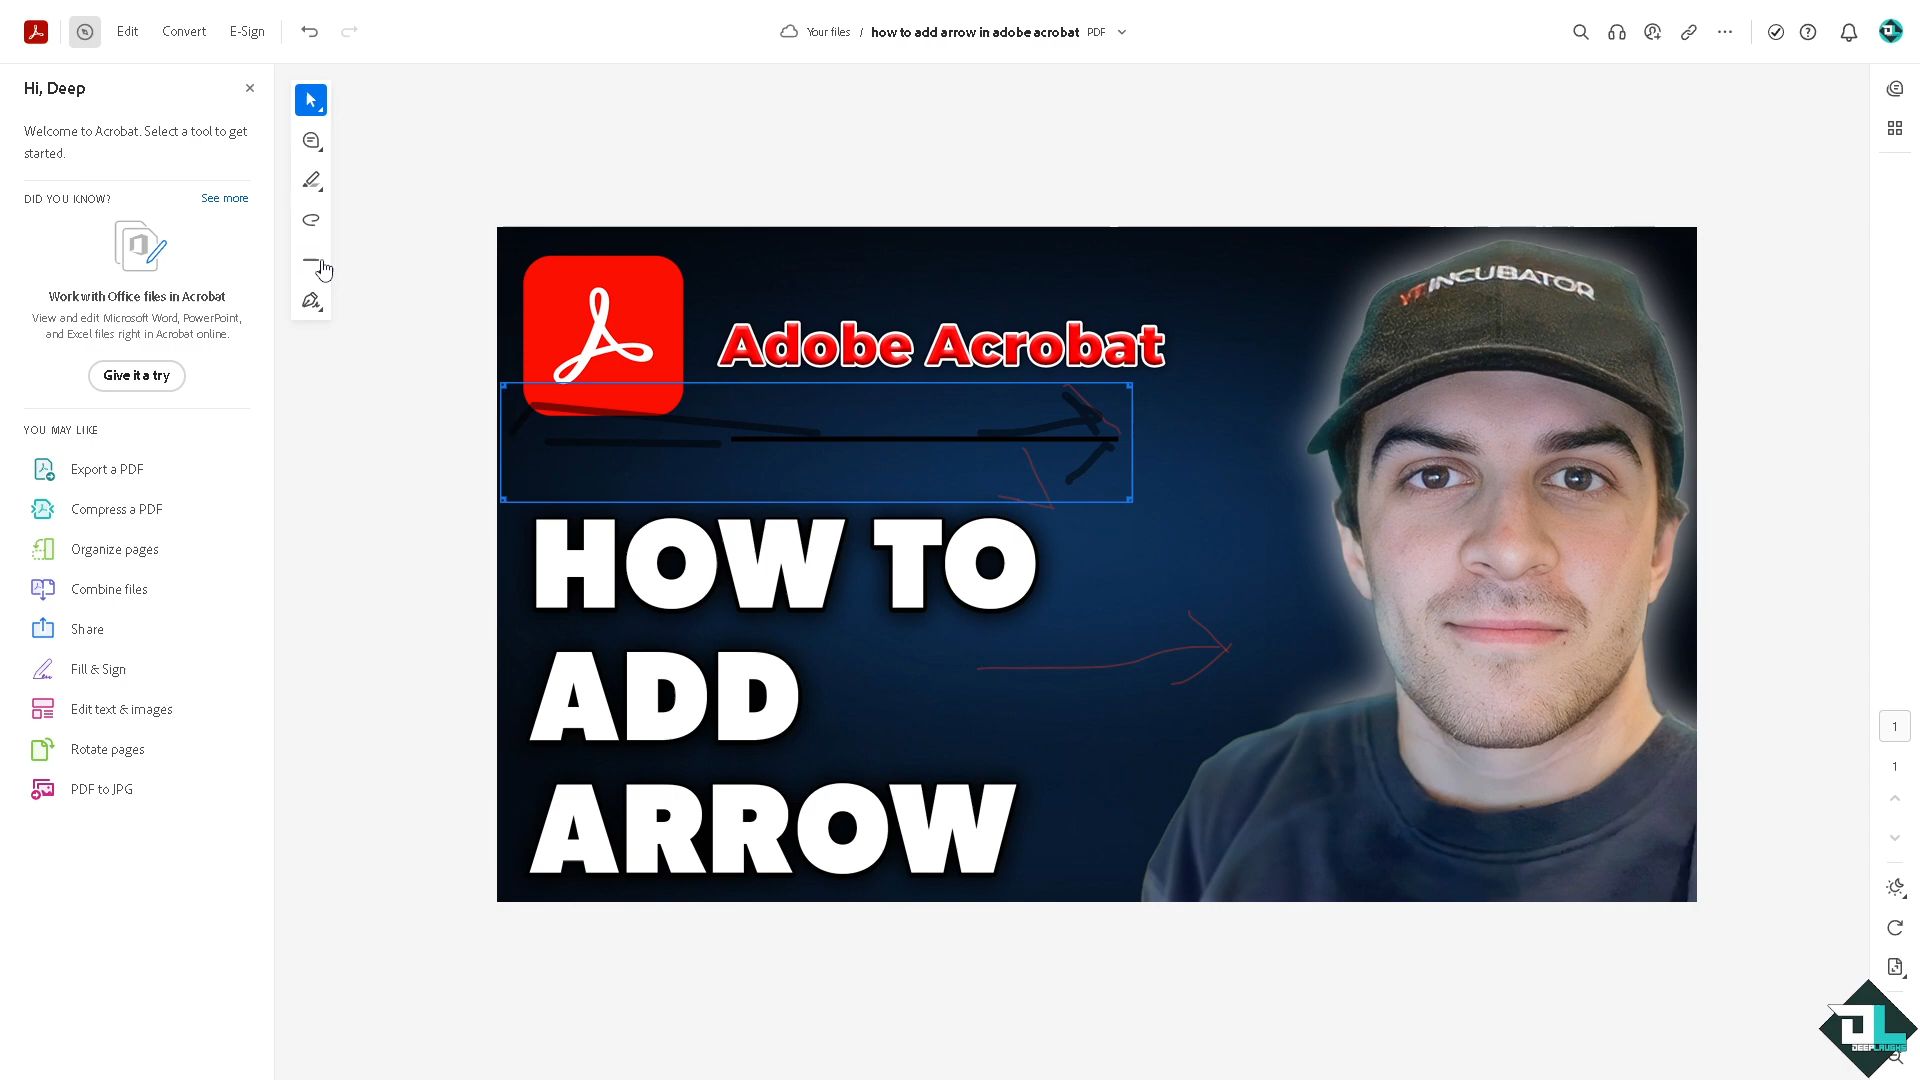 Edit
Convert
E-Sign
Your files / how to add arrow in adobe acrobat PDF
Hi, Deep
Welcome to Acrobat. Select a tool to get
started.
DID YOU KNOW?
See more
Work with Office files in Acrobat
View and edit Microsoft Word, PowerPoint,
and Excel files right in Acrobat online.
Give it a try
YOU MAY LIKE
Export a PDF
Compress a PDF
Organize pages
Combine files
Share
Fill & Sign
Edit text & images
Rotate pages
PDF to JPG
Adobe Acrobat
HOW TO
ADD
ARROW
YT INCUBATOR
1
1
DL
DEEPLAUGHS